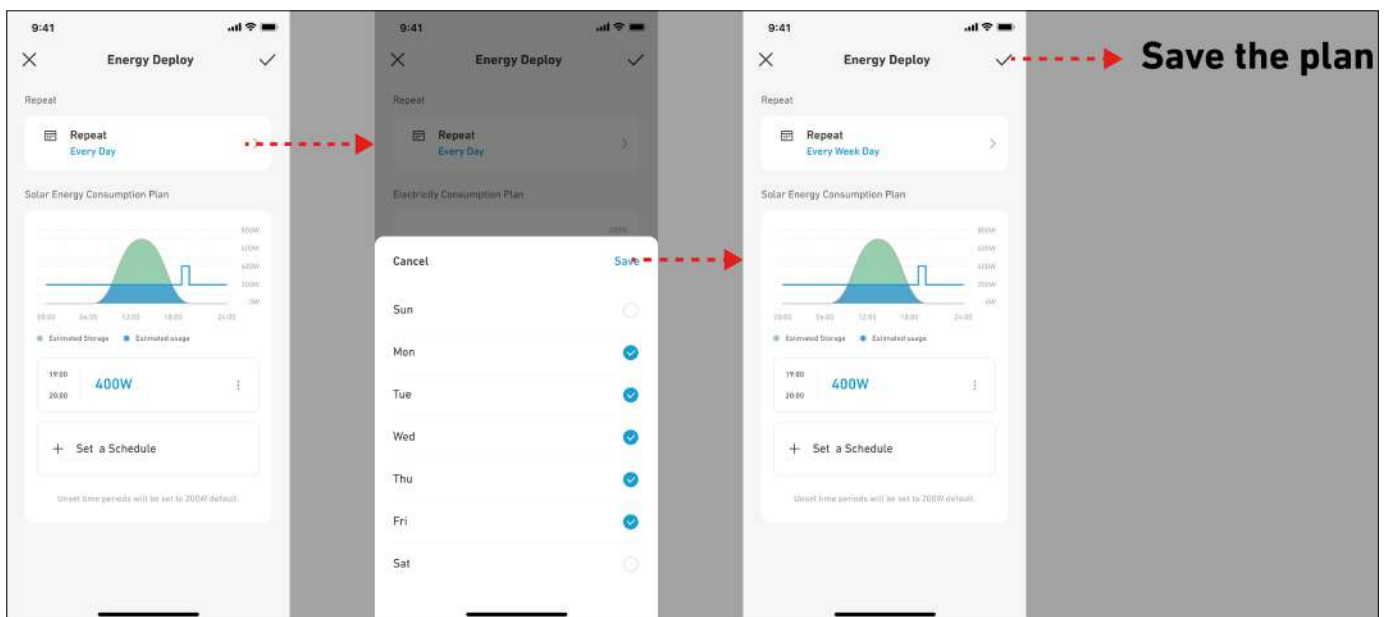 9:41
Energy Deploy
Repeat
Repeat
Every Day
Solar Energy Consumption Plan
800W
600W
400W
200W
0W
00:00 06:00 12:00 18:00 24:00
Estimated Storage Estimated usage
19:00
400W
20:00
+ Set a Schedule
Unset time periods will be set to 200W default.
9:41
Energy Deploy
Repeat
Repeat
Every Day
Electricity Consumption Plan
800W
Cancel Save
Sun
Mon
Tue
Wed
Thu
Fri
Sat
9:41
Energy Deploy
Repeat
Repeat
Every Week Day
Solar Energy Consumption Plan
800W
600W
400W
200W
0W
00:00 06:00 12:00 18:00 24:00
Estimated Storage Estimated usage
19:00
400W
20:00
+ Set a Schedule
Unset time periods will be set to 200W default.
Save the plan